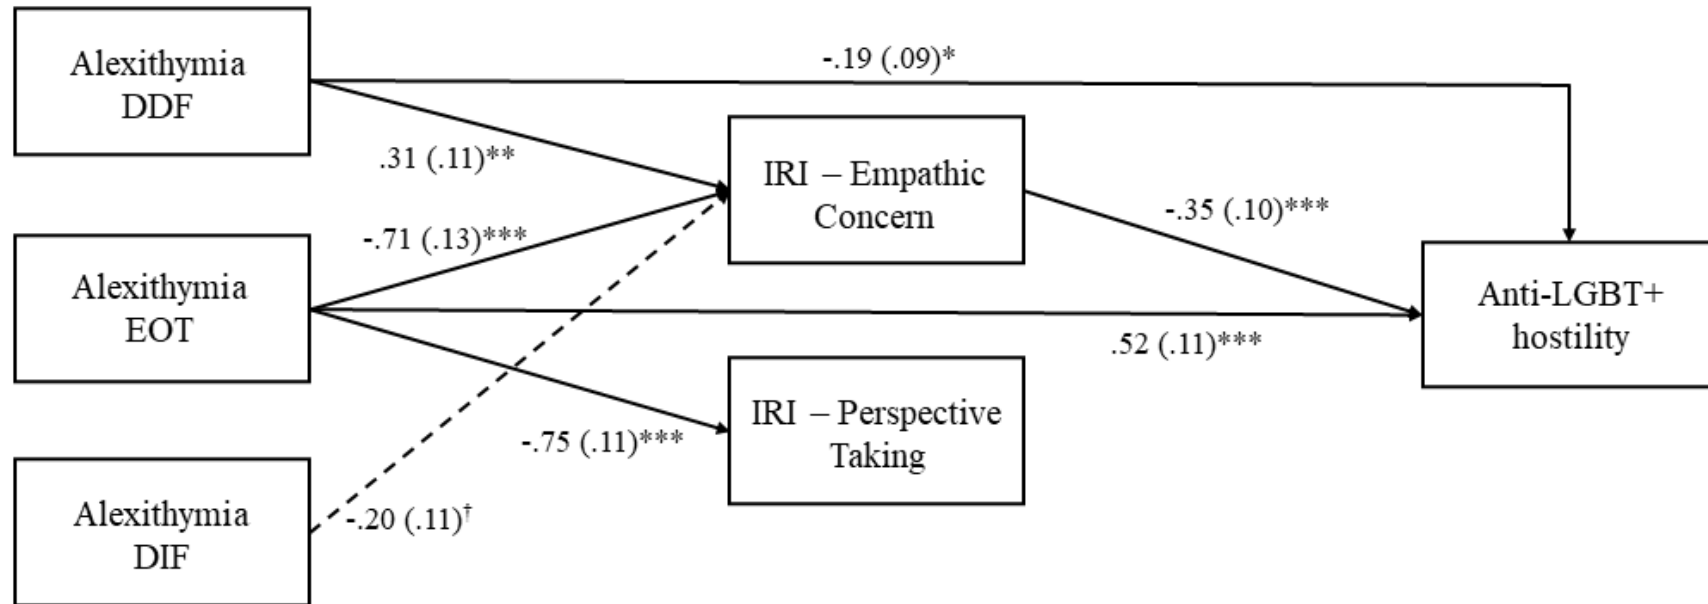 Alexithymia
DDF
-.19 (.09)*
.31 (.11)**
IRI – Empathic
Concern
-.35 (.10)***
-.71 (.13)***
Alexithymia
EOT
Anti-LGBT+
hostility
.52 (.11)***
IRI – Perspective
Taking
-.75 (.11)***
Alexithymia
DIF
-.20 (.11)†